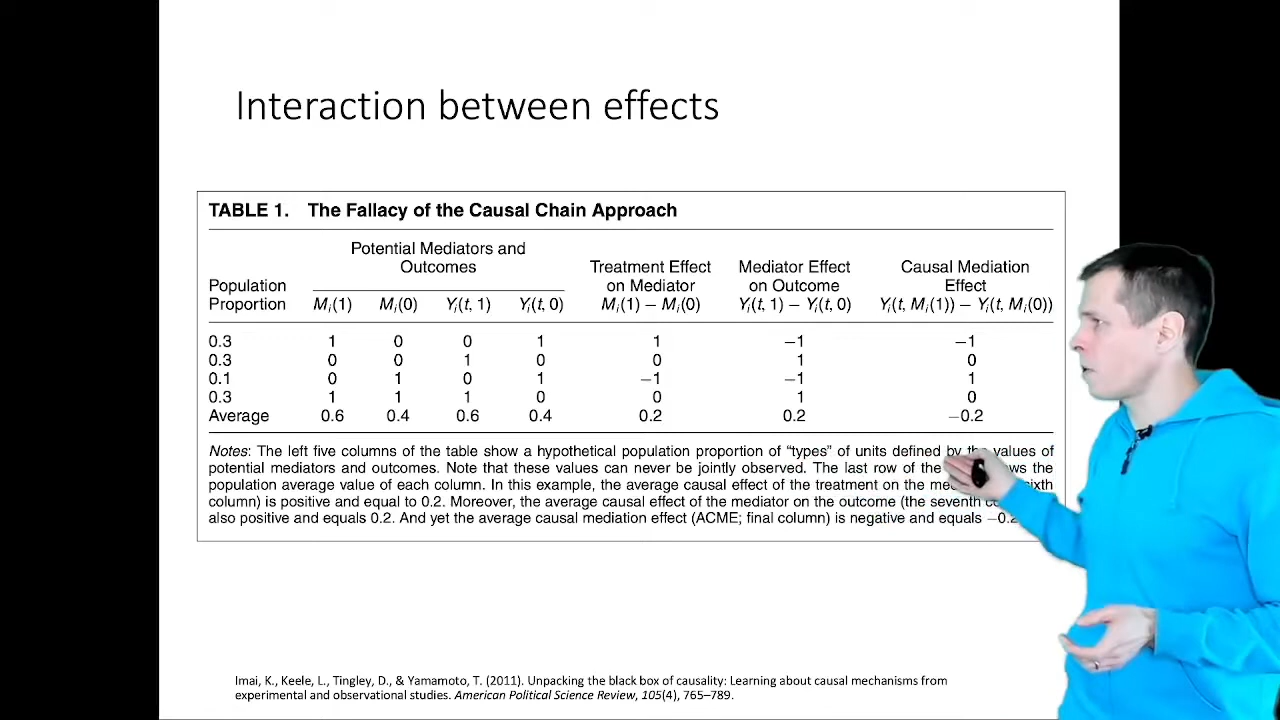 Interaction between effects
TABLE 1. The Fallacy of the Causal Chain Approach
Potential Mediators and
Outcomes
Treatment Effect Mediator Effect Causal Mediation
Population on Mediator on Outcome Effect
Proportion Mᵢ(1) Mᵢ(0) Yᵢ(t, 1) Yᵢ(t, 0) Mᵢ(1) − Mᵢ(0) Yᵢ(t, 1) − Yᵢ(t, 0) Yᵢ(t, Mᵢ(1)) − Yᵢ(t, Mᵢ(0))
0.3 1 0 0 1 1 −1 −1
0.3 0 0 1 0 0 1 0
0.1 0 1 0 1 −1 −1 1
0.3 1 1 1 0 0 1 0
Average 0.6 0.4 0.6 0.4 0.2 0.2 −0.2
Notes: The left five columns of the table show a hypothetical population proportion of “types” of units defined by the values of
potential mediators and outcomes. Note that these values can never be jointly observed. The last row of the the
population average value of each column. In this example, the average causal effect of the treatment on the
column) is positive and equal to 0.2. Moreover, the average causal effect of the mediator on the outcome (the seventh
also positive and equals 0.2. And yet the average causal mediation effect (ACME; final column) is negative and equals −0.2
Imai, K., Keele, L., Tingley, D., & Yamamoto, T. (2011). Unpacking the black box of causality: Learning about causal mechanisms from
experimental and observational studies. American Political Science Review, 105(4), 765–789.